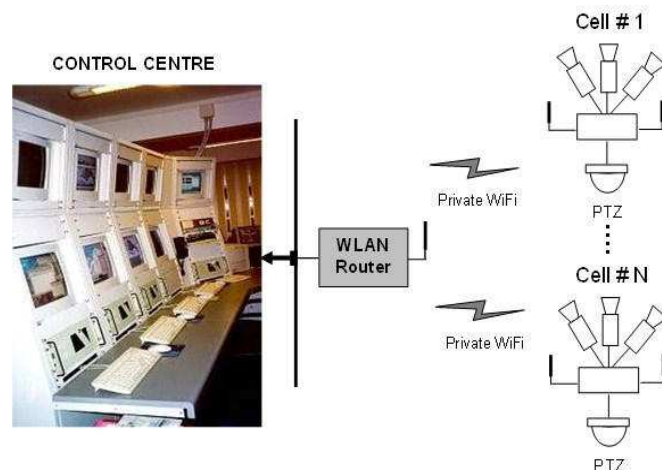 Cell # 1
CONTROL CENTRE
Private WiFi
PTZ
WLAN
Router
Cell # N
Private WiFi
PTZ